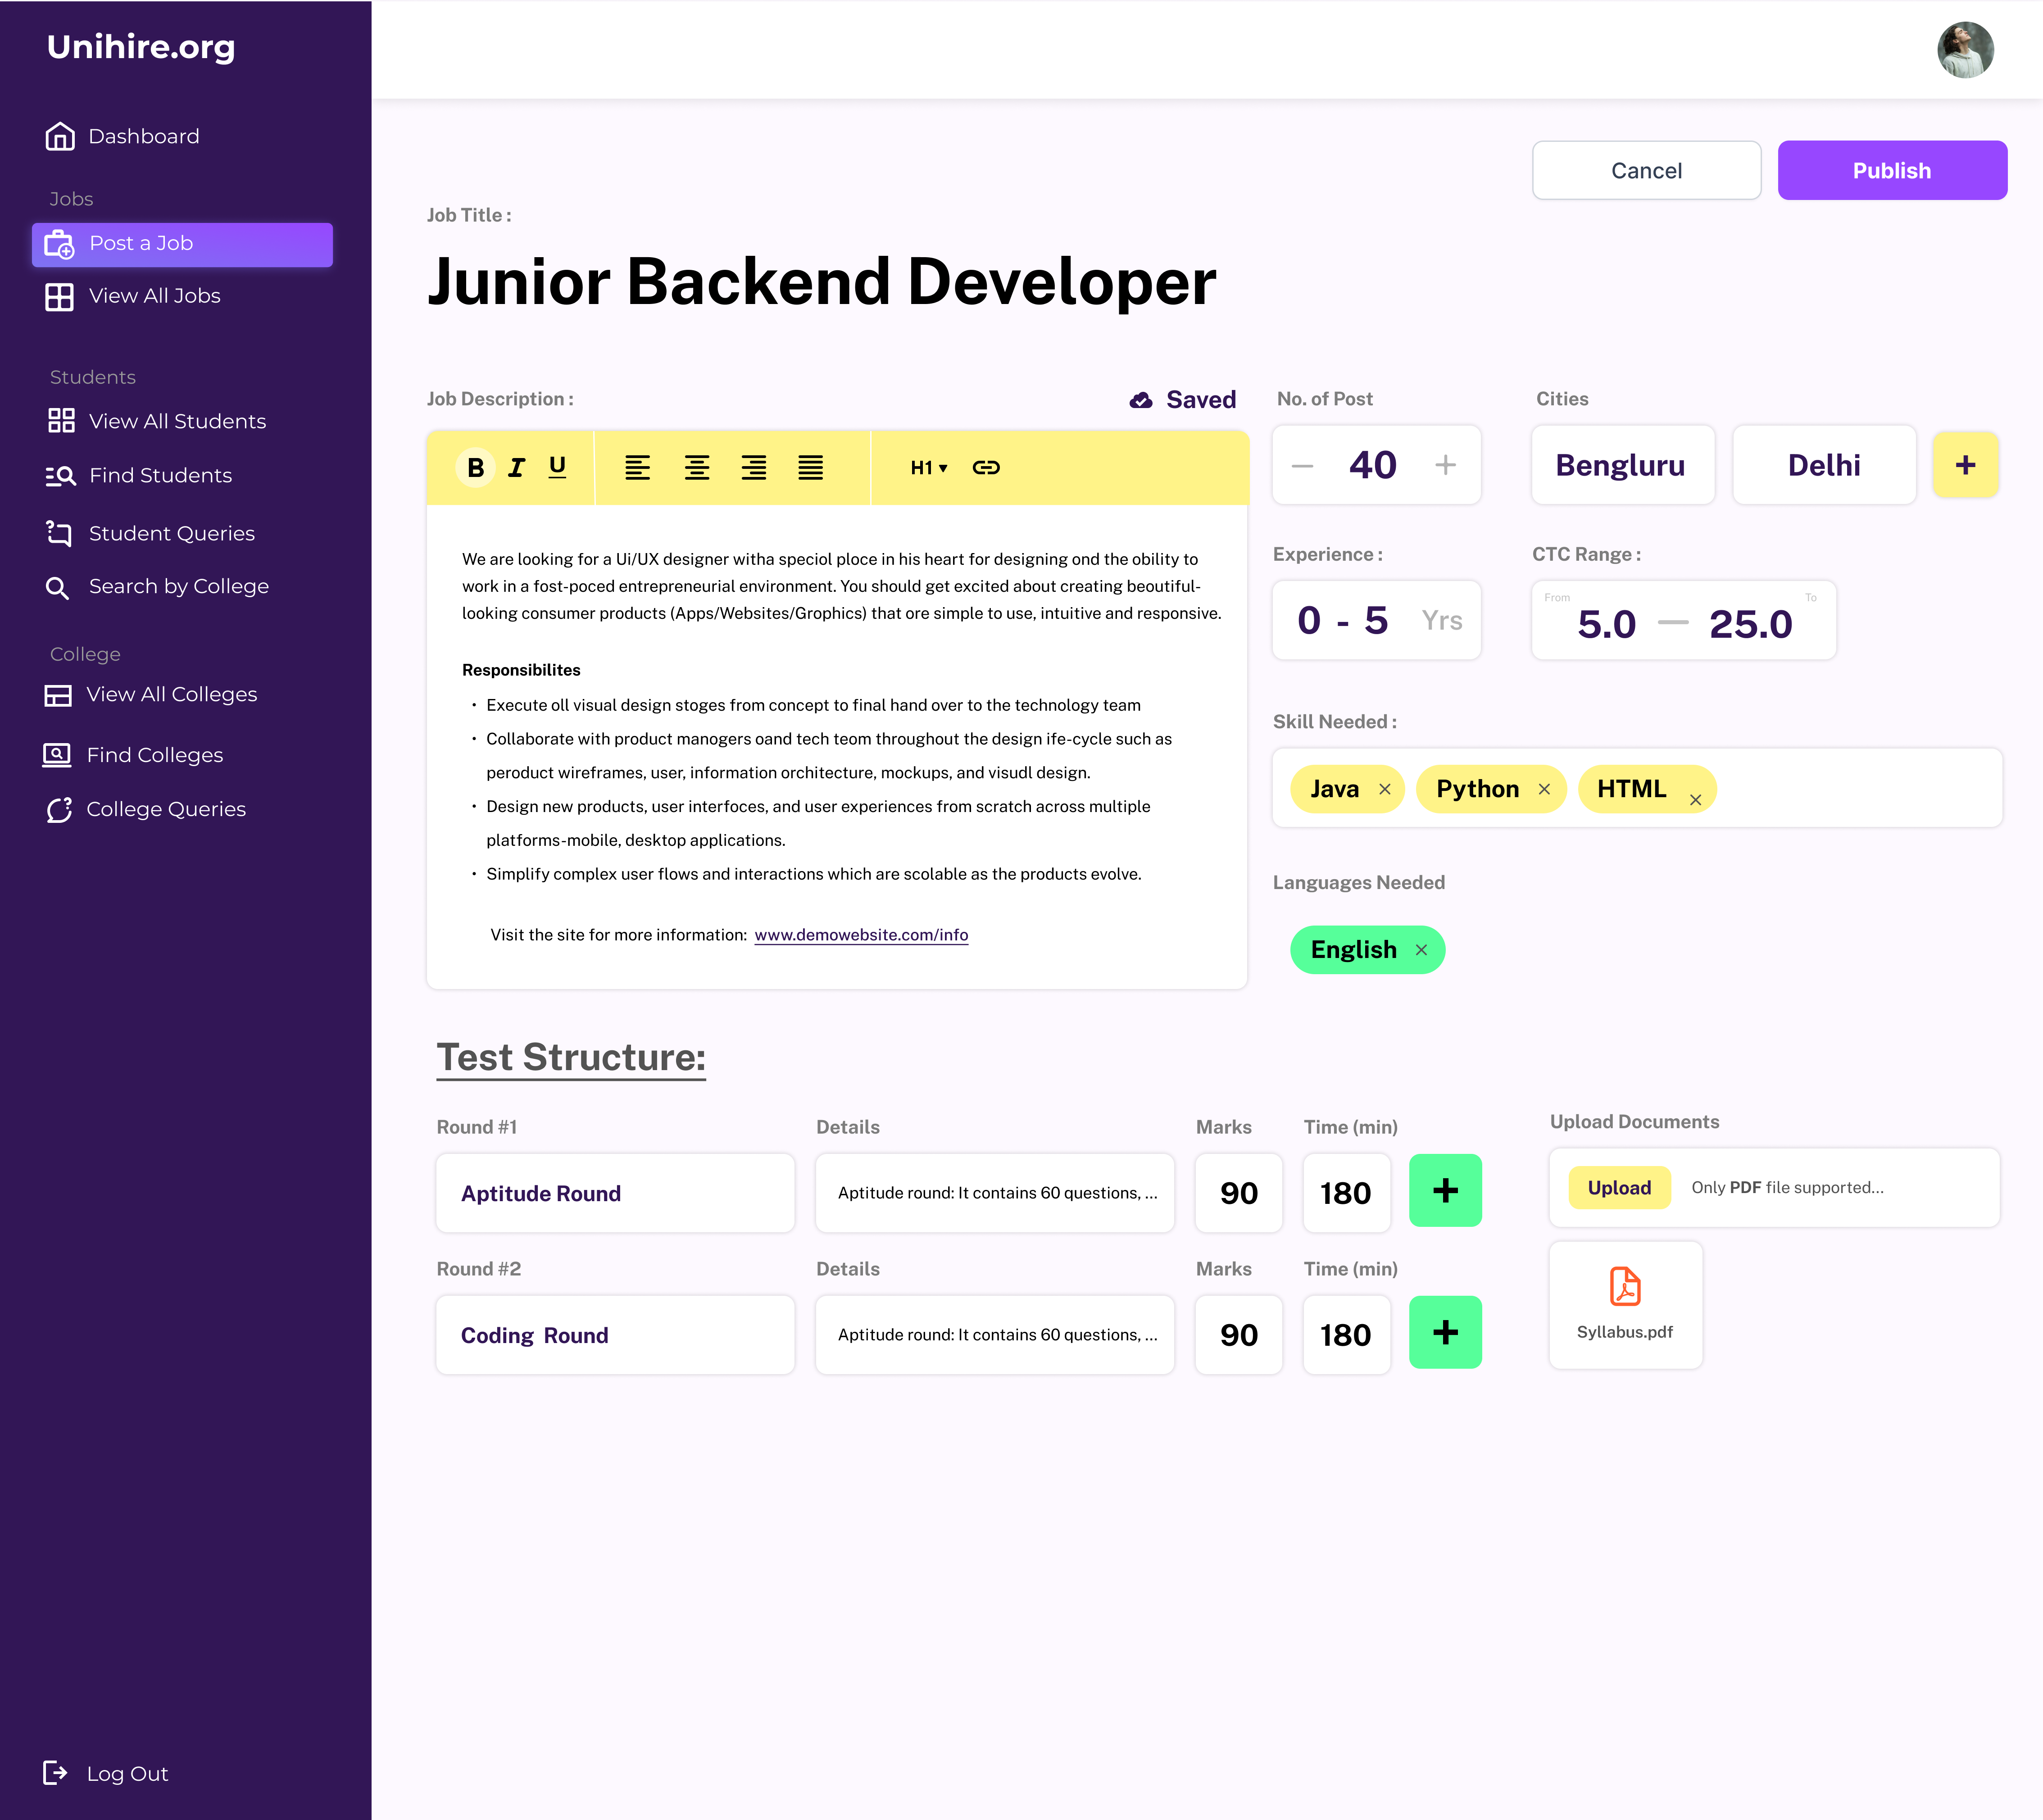 Unihire.org
Dashboard
Jobs
Post a Job
View All Jobs
Students
View All Students
Find Students
Student Queries
Search by College
College
View All Colleges
Find Colleges
College Queries
Log Out
Cancel
Publish
Job Title :
Junior Backend Developer
Job Description :
Saved
B I U
H1
We are looking for a Ui/UX designer witha speciol ploce in his heart for designing ond the obility to
work in a fost-poced entrepreneurial environment. You should get excited about creating beoutiful-
looking consumer products (Apps/Websites/Grophics) that ore simple to use, intuitive and responsive.
Responsibilites
• Execute oll visual design stoges from concept to final hand over to the technology team
• Collaborate with product manogers oand tech teom throughout the design ife-cycle such as
peroduct wireframes, user, information orchitecture, mockups, and visudl design.
• Design new products, user interfoces, and user experiences from scratch across multiple
platforms-mobile, desktop applications.
• Simplify complex user flows and interactions which are scolable as the products evolve.
Visit the site for more information: www.demowebsite.com/info
No. of Post
— 40 +
Cities
Bengluru
Delhi
+
Experience :
0 - 5 Yrs
CTC Range :
From
To
5.0 — 25.0
Skill Needed :
Java ×
Python ×
HTML ×
Languages Needed
English ×
Test Structure:
Round #1
Details
Marks
Time (min)
Aptitude Round
Aptitude round: It contains 60 questions, ...
90
180
+
Round #2
Details
Marks
Time (min)
Coding Round
Aptitude round: It contains 60 questions, ...
90
180
+
Upload Documents
Upload
Only PDF file supported...
Syllabus.pdf